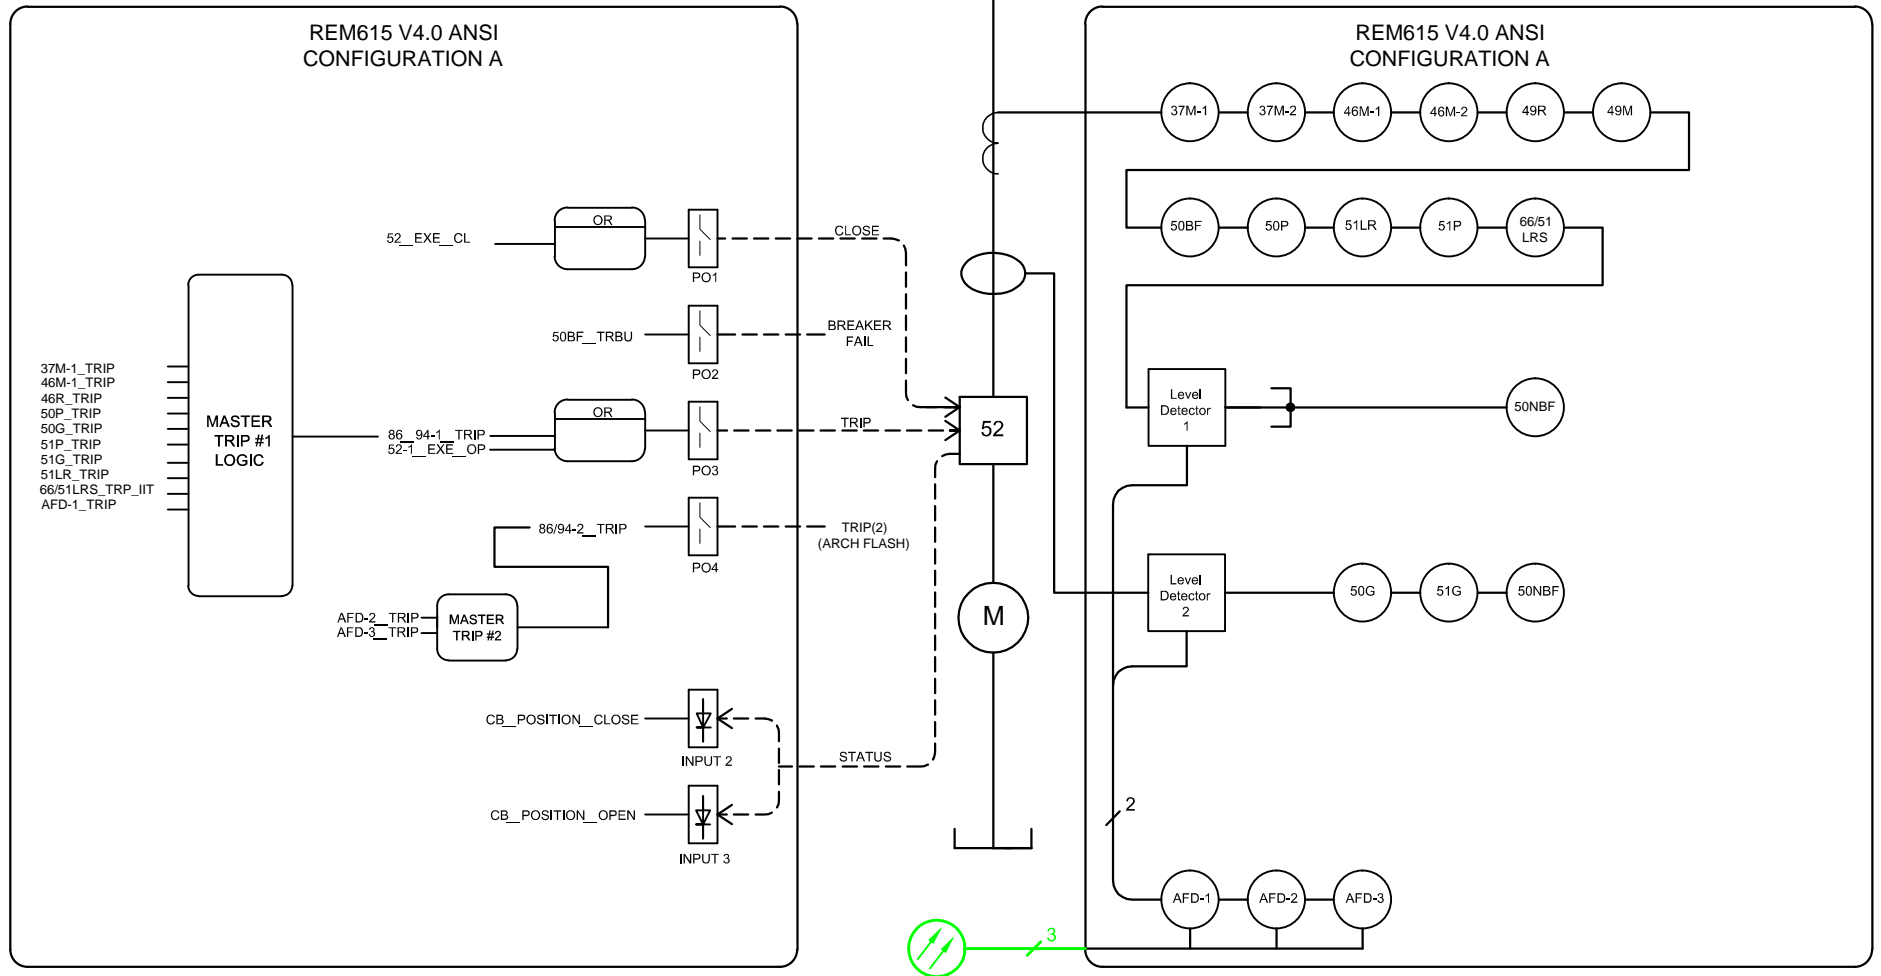 REM615 V4.0 ANSI
CONFIGURATION A
52__EXE__CL
OR
PO1
CLOSE
50BF__TRBU
PO2
BREAKER
FAIL
37M-1_TRIP
46M-1_TRIP
46R_TRIP
50P_TRIP
50G_TRIP
51P_TRIP
51G_TRIP
51LR_TRIP
66/51LRS_TRP_IIT
AFD-1_TRIP
MASTER
TRIP #1
LOGIC
86__94-1__TRIP
52-1__EXE__OP
OR
PO3
TRIP
86/94-2__TRIP
PO4
TRIP(2)
(ARCH FLASH)
AFD-2__TRIP
AFD-3__TRIP
MASTER
TRIP #2
CB__POSITION__CLOSE
INPUT 2
STATUS
CB__POSITION__OPEN
INPUT 3
52
M
REM615 V4.0 ANSI
CONFIGURATION A
37M-1
37M-2
46M-1
46M-2
49R
49M
50BF
50P
51LR
51P
66/51
LRS
Level
Detector
1
50NBF
Level
Detector
2
50G
51G
50NBF
2
AFD-1
AFD-2
AFD-3
3